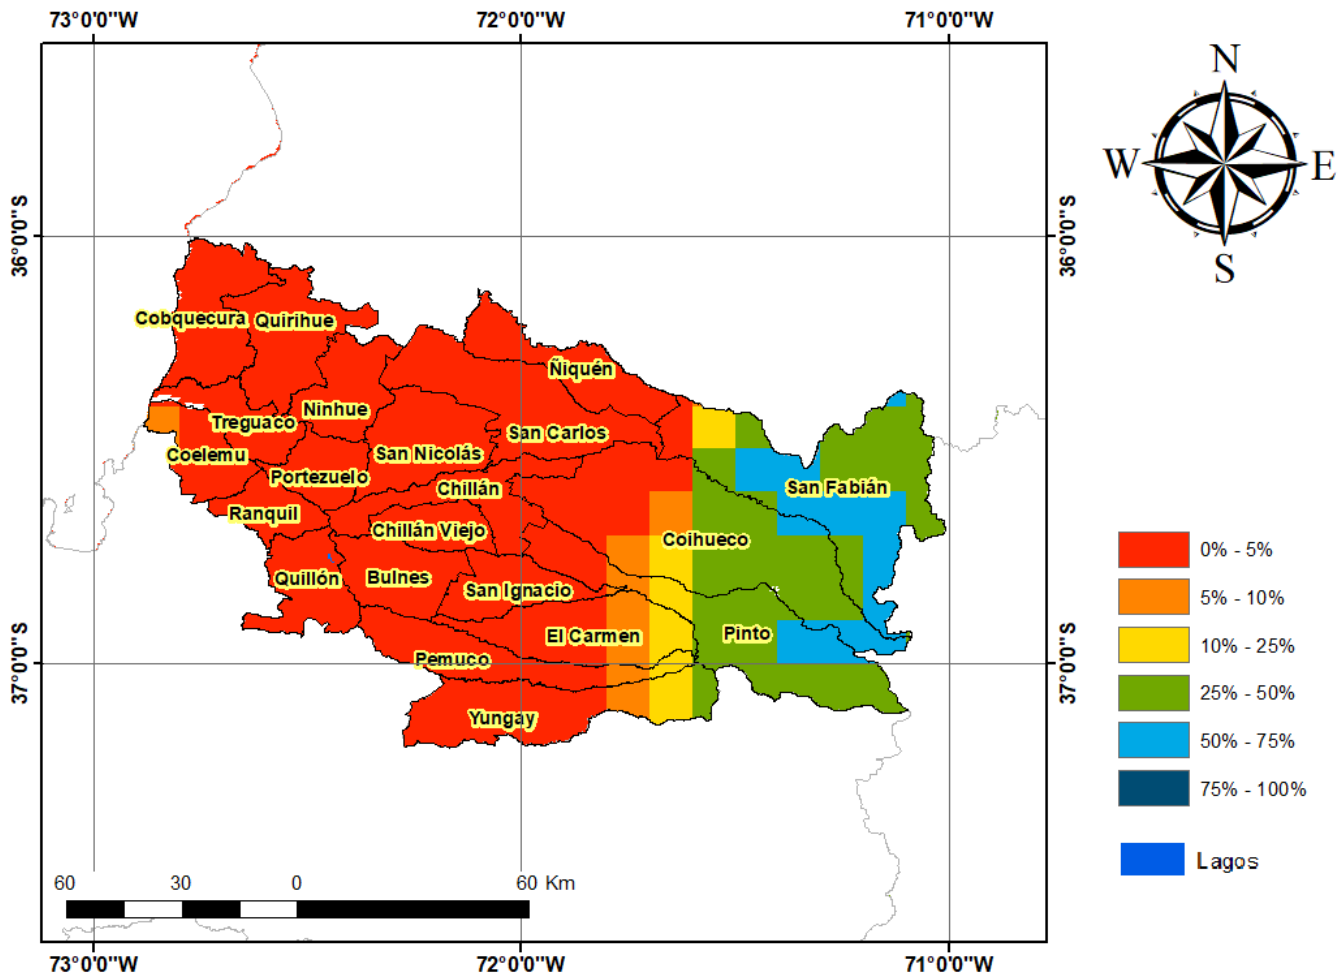 73°0'0"W 72°0'0"W 71°0'0"W
N
W E
S
36°0'0"S 36°0'0"S
Cobquecura Quirihue
Ñiquén
Ninhue
Treguaco
San Carlos
Coelemu San Nicolás
Portezuelo
Chillán San Fabián
Ranquil
Chillán Viejo
Coihueco
Quillón Bulnes
San Ignacio
El Carmen Pinto
Pemuco
37°0'0"S 37°0'0"S
Yungay
0% - 5%
5% - 10%
10% - 25%
25% - 50%
50% - 75%
75% - 100%
Lagos
60 30 0 60 Km
73°0'0"W 72°0'0"W 71°0'0"W